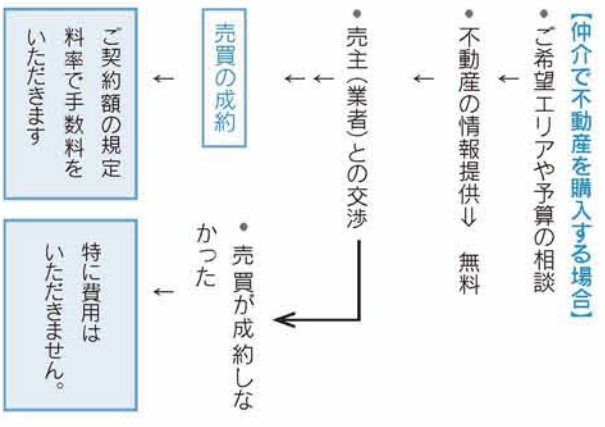 【仲介で不動産を購入する場合】
• ご希望エリアや予算の相談
←
• 不動産の情報提供⇒ 無料
←
• 売主（業者）との交渉
←←
売買の成約
←
ご契約額の規定
料率で手数料を
いただきます
• 売買が成約しな
かった
←
特に費用は
いただきません。